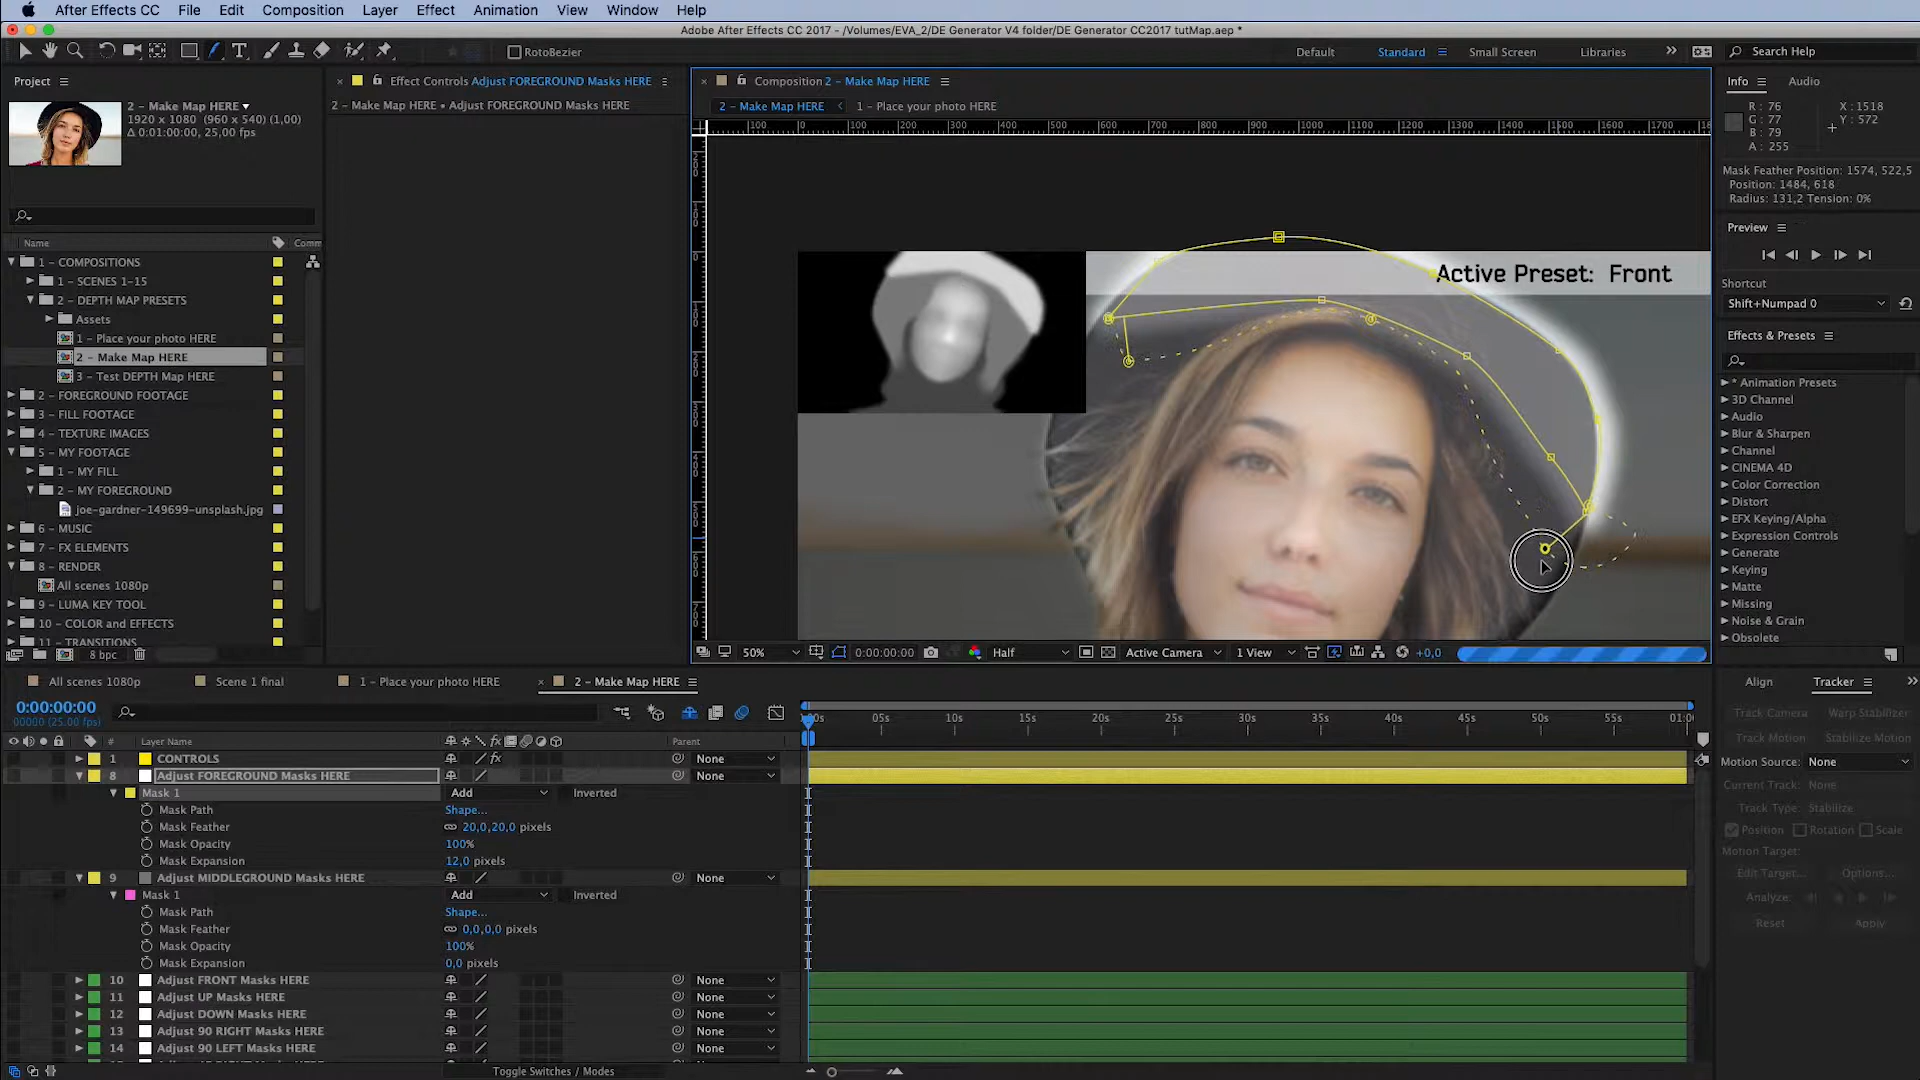 After Effects CC File Edit Composition Layer Effect Animation View Window Help
Adobe After Effects CC 2017 - /Volumes/EVA_2/DE Generator V4 folder/DE Generator CC2017 tutMap.aep *
RotoBezier
Default Standard Small Screen Libraries Search Help
Project
2 - Make Map HERE
1920 x 1080 (960 x 540) (1,00)
Δ 0:01:00:00, 25,00 fps
Name Comm
1 - COMPOSITIONS
1 - SCENES 1-15
2 - DEPTH MAP PRESETS
Assets
1 - Place your photo HERE
2 - Make Map HERE
3 - Test DEPTH Map HERE
2 - FOREGROUND FOOTAGE
3 - FILL FOOTAGE
4 - TEXTURE IMAGES
5 - MY FOOTAGE
1 - MY FILL
2 - MY FOREGROUND
joe-gardner-149699-unsplash.jpg
6 - MUSIC
7 - FX ELEMENTS
8 - RENDER
All scenes 1080p
9 - LUMA KEY TOOL
10 - COLOR and EFFECTS
11 - TRANSITIONS
8 bpc
Effect Controls Adjust FOREGROUND Masks HERE
2 - Make Map HERE • Adjust FOREGROUND Masks HERE
Composition 2 - Make Map HERE
2 - Make Map HERE 1 - Place your photo HERE
100 0 100 200 300 400 500 600 700 800 900 1000 1100 1200 1300 1400 1500 1600 1700
Active Preset: Front
50% 0:00:00:00 Half Active Camera 1 View +0,0
Info Audio
R: 76 X: 1518
G: 77 Y: 572
B: 79
A: 255
Mask Feather Position: 1574, 522,5
Position: 1484, 618
Radius: 131,2 Tension: 0%
Preview
Shortcut
Shift+Numpad 0
Effects & Presets
* Animation Presets
3D Channel
Audio
Blur & Sharpen
Channel
CINEMA 4D
Color Correction
Distort
EFX Keying/Alpha
Expression Controls
Generate
Keying
Matte
Missing
Noise & Grain
Obsolete
All scenes 1080p Scene 1 final 1 - Place your photo HERE 2 - Make Map HERE
0:00:00:00
00000 (25.00 fps)
05s 10s 15s 20s 25s 30s 35s 40s 45s 50s 55s
# Layer Name Parent
1 CONTROLS None
8 Adjust FOREGROUND Masks HERE None
Mask 1 Add Inverted
Mask Path Shape...
Mask Feather 20,0,20,0 pixels
Mask Opacity 100%
Mask Expansion 12,0 pixels
9 Adjust MIDDLEGROUND Masks HERE None
Mask 1 Add Inverted
Mask Path Shape...
Mask Feather 0,0,0,0 pixels
Mask Opacity 100%
Mask Expansion 0,0 pixels
10 Adjust FRONT Masks HERE None
11 Adjust UP Masks HERE None
12 Adjust DOWN Masks HERE None
13 Adjust 90 RIGHT Masks HERE None
14 Adjust 90 LEFT Masks HERE None
Toggle Switches / Modes
Align Tracker
Track Camera Warp Stabilizer
Track Motion Stabilize Motion
Motion Source: None
Current Track: None
Track Type: Stabilize
Position Rotation Scale
Motion Target:
Edit Target... Options...
Analyze:
Reset Apply